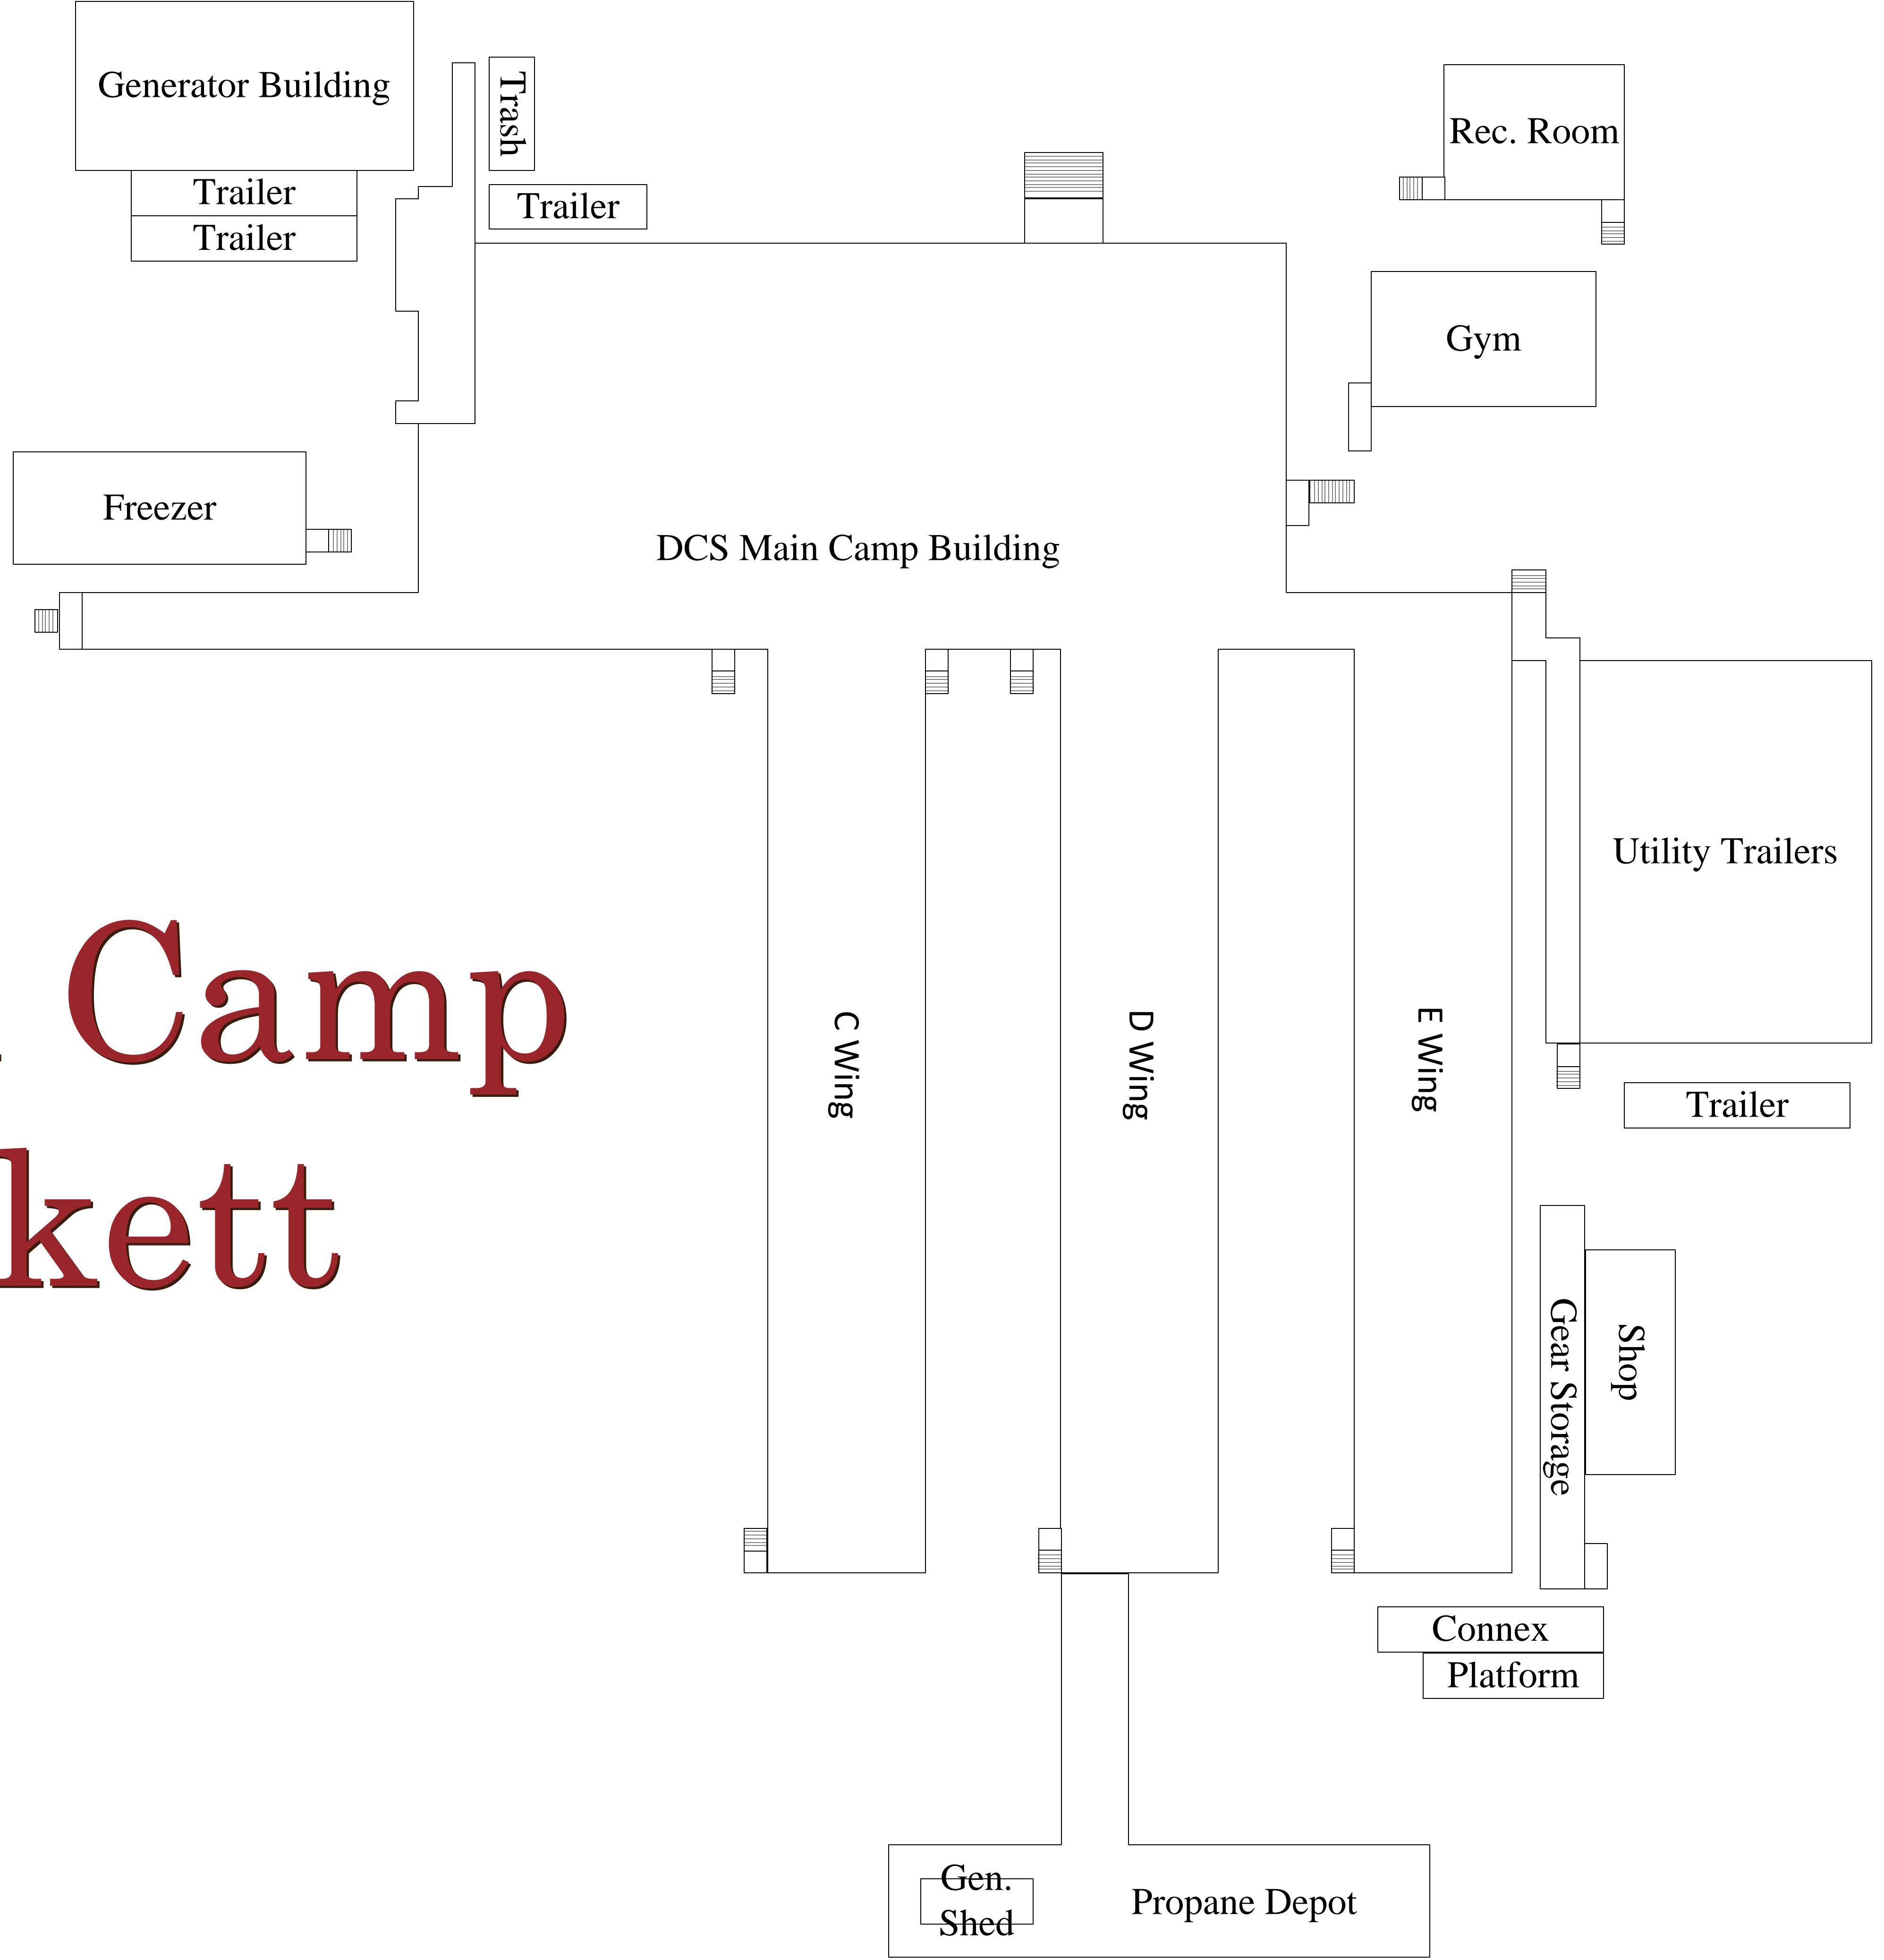 Generator Building
Trash
Rec. Room
Trailer
Trailer
Trailer
Gym
Freezer
DCS Main Camp Building
Utility Trailers
Camp
kett
C Wing
D Wing
E Wing
Trailer
Gear Storage
Shop
Connex
Platform
Gen.
Shed
Propane Depot